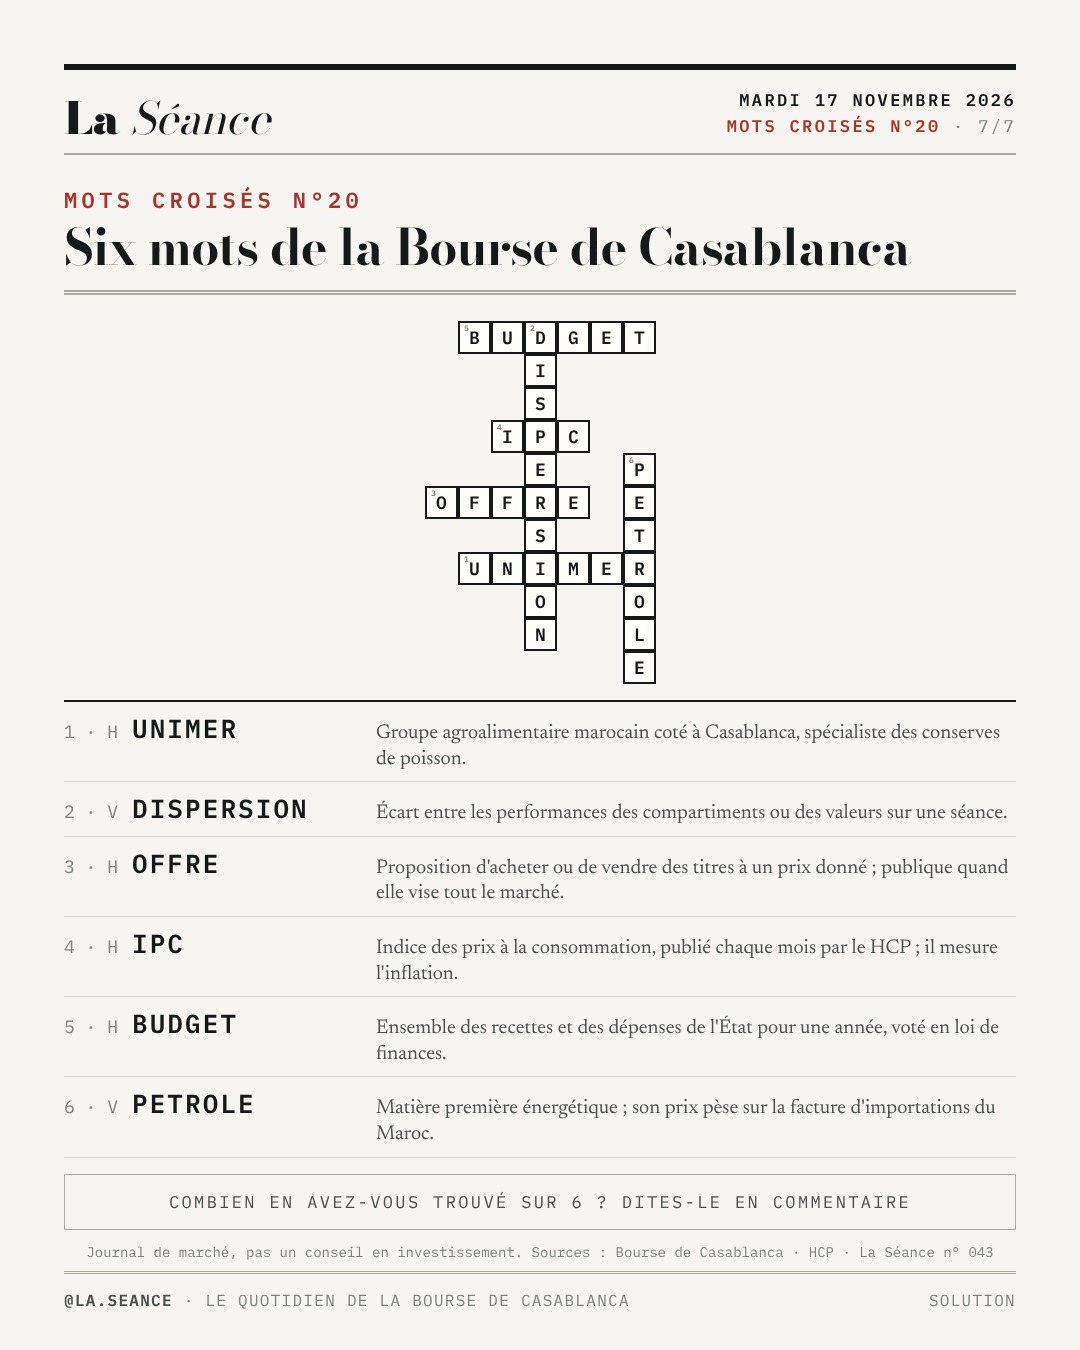 La Séance
MARDI 17 NOVEMBRE 2026
MOTS CROISÉS N°20 · 7/7
MOTS CROISÉS N°20
Six mots de la Bourse de Casablanca
5 B U 2 D G E T
I
S
4 I P C
E 6 P
3 O F F R E E
S T
1 U N I M E R
O O
N L
E
1 · H UNIMER
Groupe agroalimentaire marocain coté à Casablanca, spécialiste des conserves
de poisson.
2 · V DISPERSION
Écart entre les performances des compartiments ou des valeurs sur une séance.
3 · H OFFRE
Proposition d'acheter ou de vendre des titres à un prix donné ; publique quand
elle vise tout le marché.
4 · H IPC
Indice des prix à la consommation, publié chaque mois par le HCP ; il mesure
l'inflation.
5 · H BUDGET
Ensemble des recettes et des dépenses de l'État pour une année, voté en loi de
finances.
6 · V PETROLE
Matière première énergétique ; son prix pèse sur la facture d'importations du
Maroc.
COMBIEN EN AVEZ-VOUS TROUVÉ SUR 6 ? DITES-LE EN COMMENTAIRE
Journal de marché, pas un conseil en investissement. Sources : Bourse de Casablanca · HCP · La Séance n° 043
@LA.SEANCE · LE QUOTIDIEN DE LA BOURSE DE CASABLANCA
SOLUTION